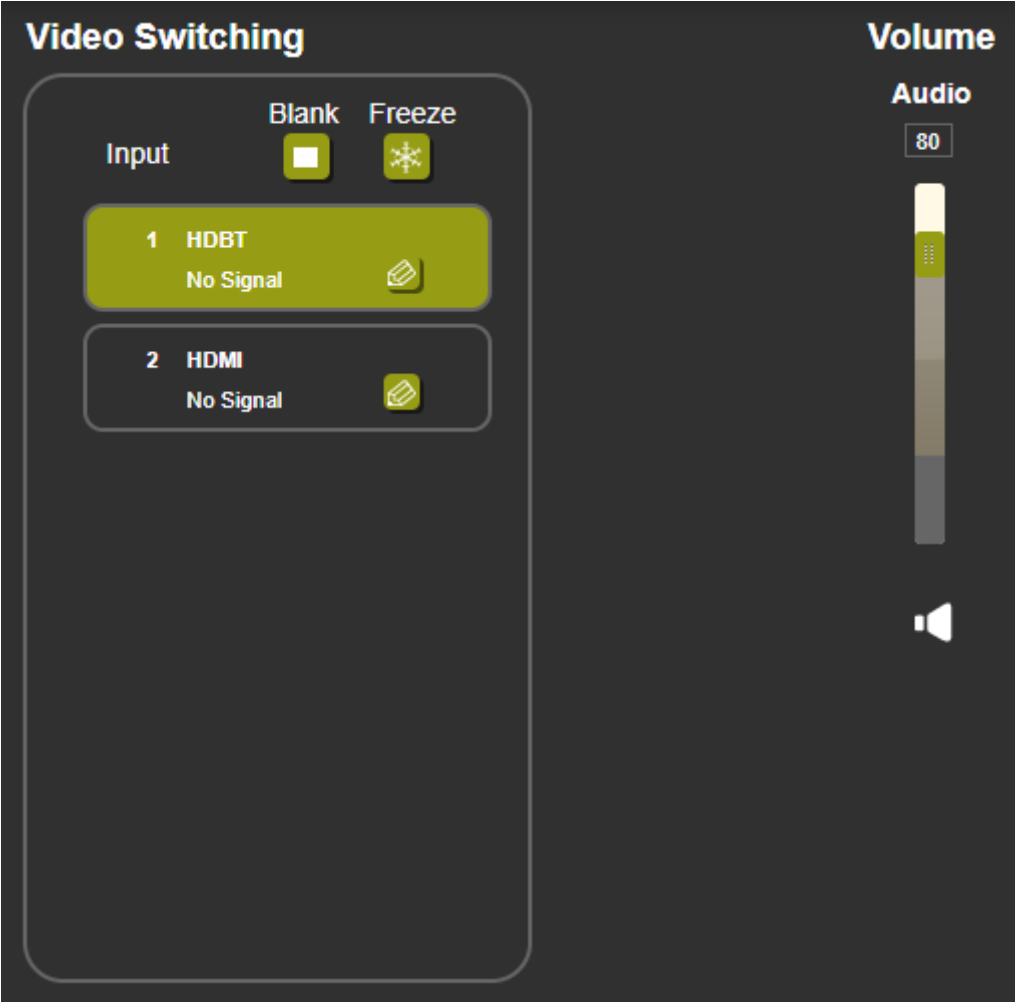 Video Switching
Volume
Audio
80
Blank Freeze
Input
1 HDBT
No Signal
2 HDMI
No Signal